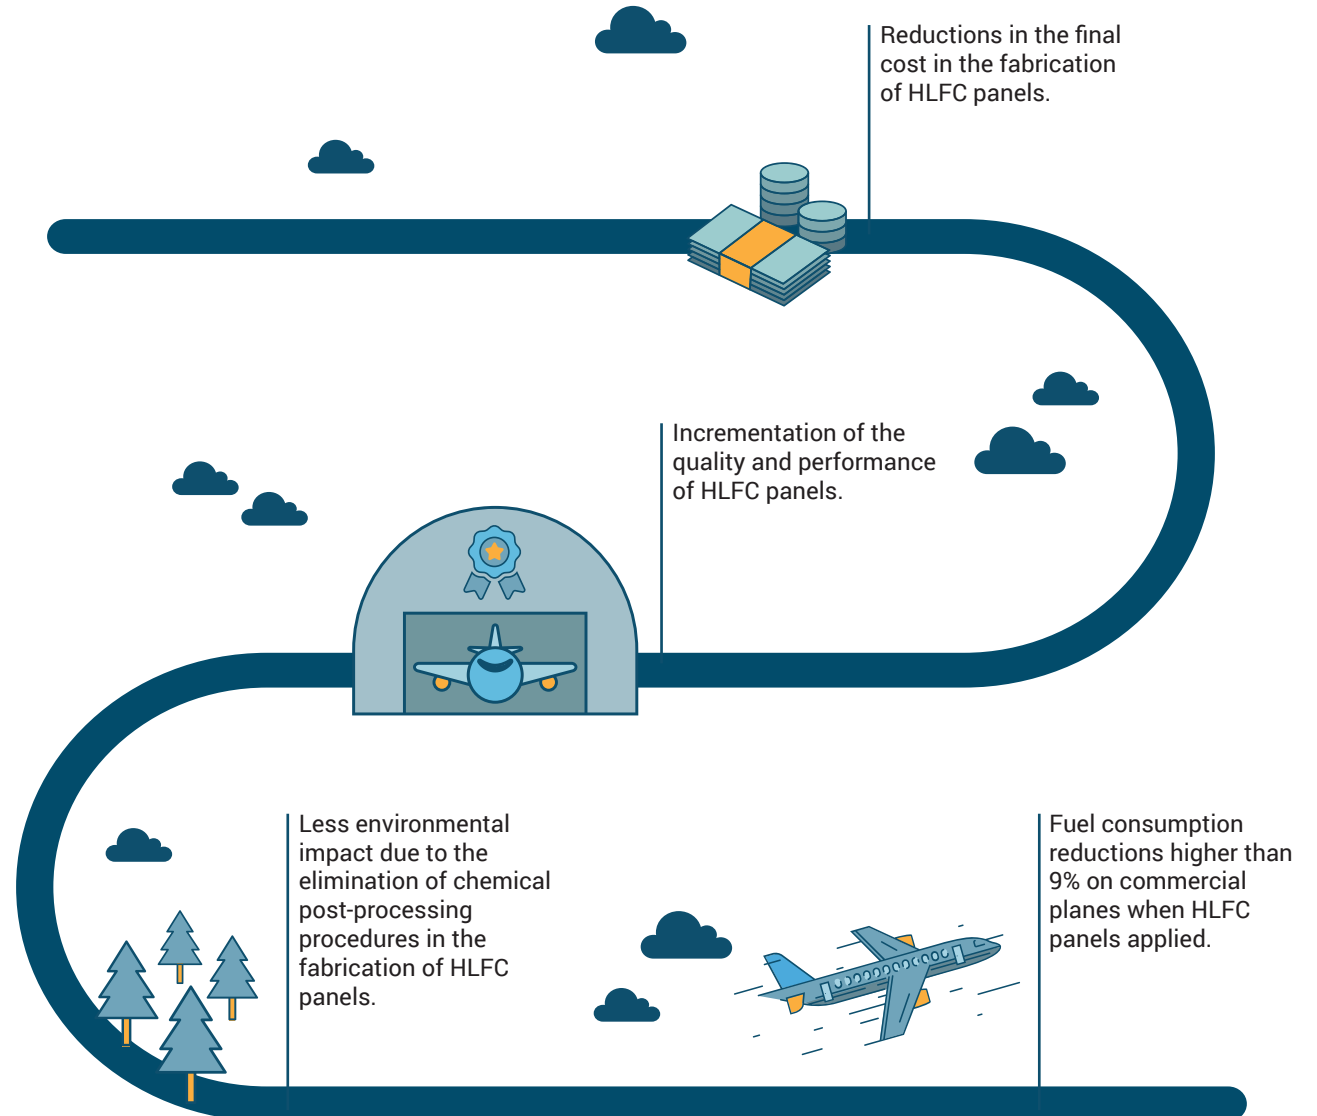 Reductions in the final
cost in the fabrication
of HLFC panels.
Incrementation of the
quality and performance
of HLFC panels.
Less environmental
impact due to the
elimination of chemical
post-processing
procedures in the
fabrication of HLFC
panels.
Fuel consumption
reductions higher than
9% on commercial
planes when HLFC
panels applied.